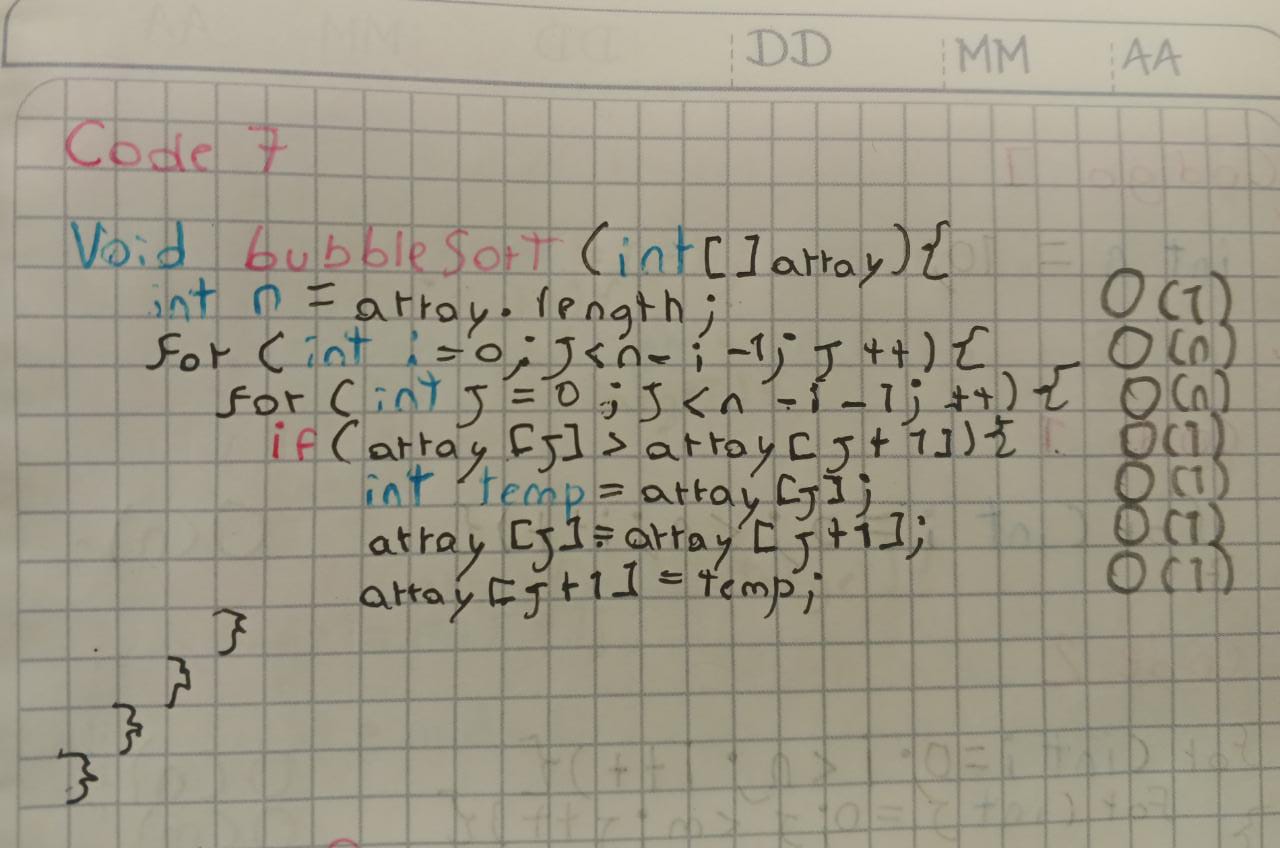 DD MM AA
Code 7
Void bubbleSort (int[]array){
int n = array.length; O(1)
for (int i=0; j<n-i-1; j++){ O(n)
for (int j=0; j<n-i-1; ++){ O(n)
if(array[j]>array[j+1]){ O(1)
int temp=array[j]; O(1)
array[j]=array[j+1]; O(1)
array[j+1]=temp; O(1)
}
}
}
}